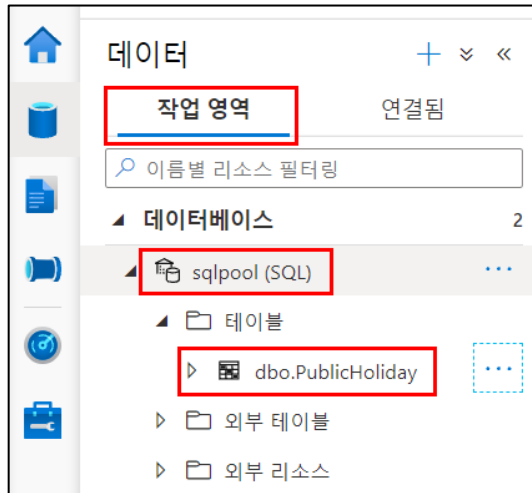 데이터
작업 영역 연결됨
이름별 리소스 필터링
데이터베이스 2
sqlpool (SQL)
테이블
dbo.PublicHoliday
외부 테이블
외부 리소스